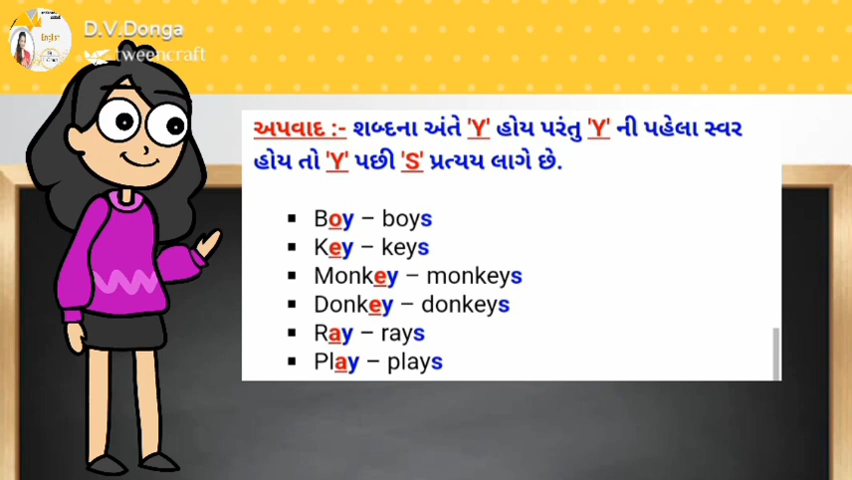 English
D.V.Donga
tweencraft
અપવાદ :- શબ્દના અંતે 'Y' હોય પરંતુ 'Y' ની પહેલા સ્વર
હોય તો 'Y' પછી 'S' પ્રત્યય લાગે છે.
▪ Boy – boys
▪ Key – keys
▪ Monkey – monkeys
▪ Donkey – donkeys
▪ Ray – rays
▪ Play – plays